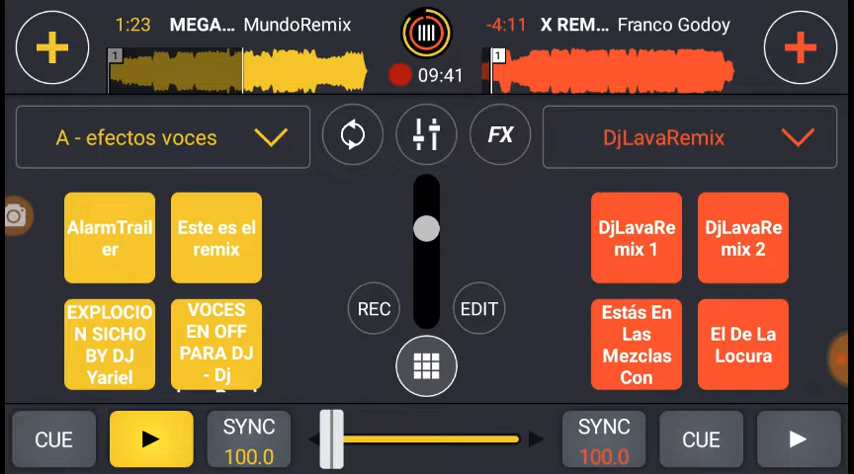 1:23 MEGA... MundoRemix
-4:11 X REM... Franco Godoy
1
1
09:41
A - efectos voces
FX
DjLavaRemix
AlarmTrail
er
Este es el
remix
DjLavaRe
mix 1
DjLavaRe
mix 2
EXPLOCIO
N SICHO
BY DJ
Yariel
VOCES
EN OFF
PARA DJ
- Dj
REC
EDIT
Estás En
Las
Mezclas
Con
El De La
Locura
CUE
SYNC
100.0
SYNC
100.0
CUE